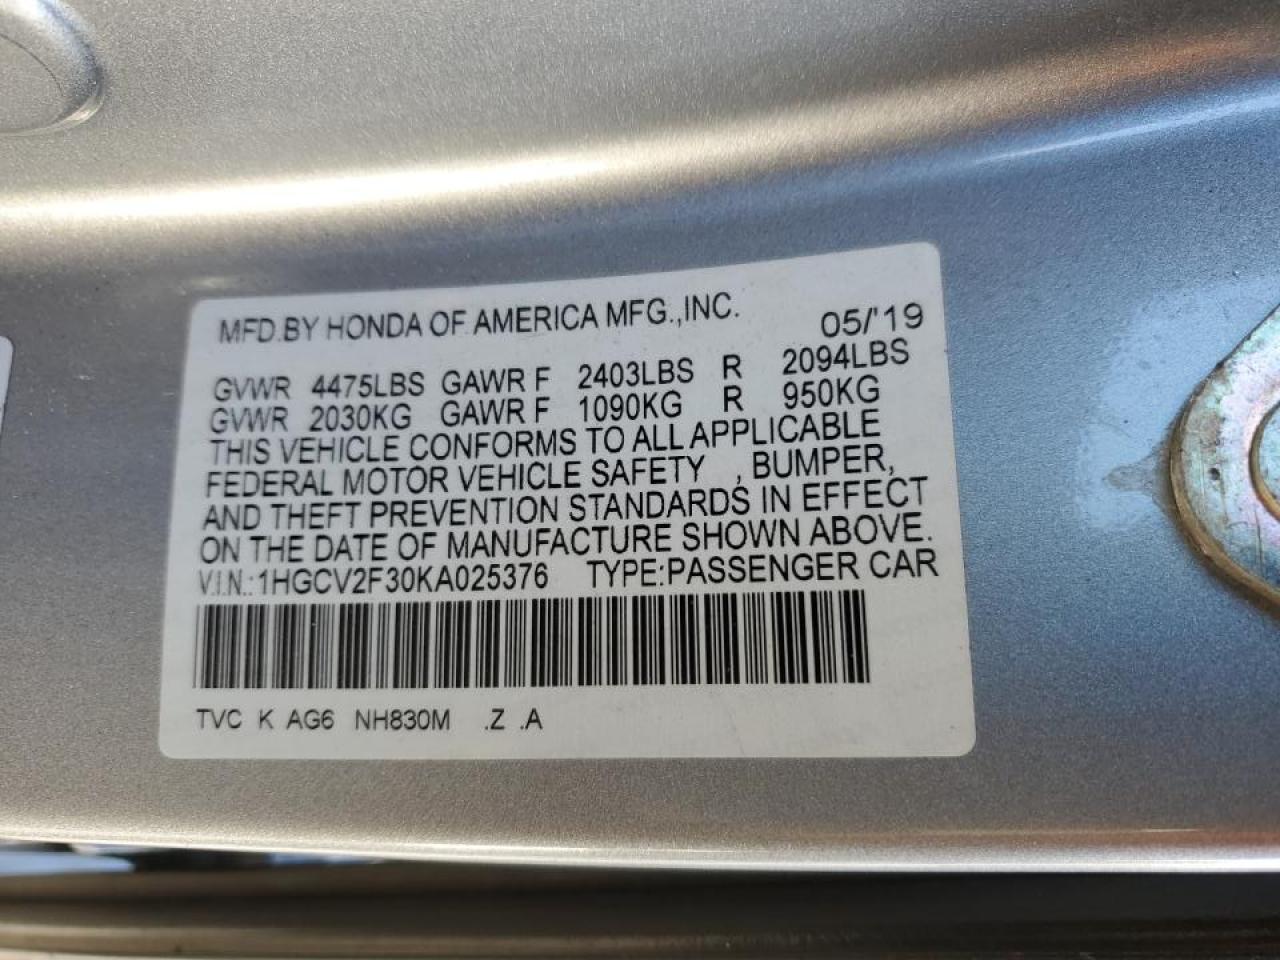 MFD.BY HONDA OF AMERICA MFG.,INC. 05/'19
GVWR 4475LBS GAWR F 2403LBS R 2094LBS
GVWR 2030KG GAWR F 1090KG R 950KG
THIS VEHICLE CONFORMS TO ALL APPLICABLE
FEDERAL MOTOR VEHICLE SAFETY , BUMPER,
AND THEFT PREVENTION STANDARDS IN EFFECT
ON THE DATE OF MANUFACTURE SHOWN ABOVE.
V.I.N.:1HGCV2F30KA025376 TYPE:PASSENGER CAR
TVC K AG6 NH830M .Z .A